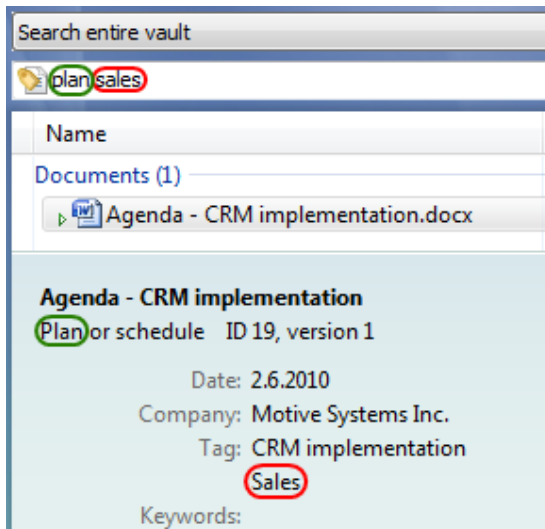 Search entire vault
plan sales
Name
Documents (1)
Agenda - CRM implementation.docx
Agenda - CRM implementation
Plan or schedule ID 19, version 1
Date: 2.6.2010
Company: Motive Systems Inc.
Tag: CRM implementation
Sales
Keywords: